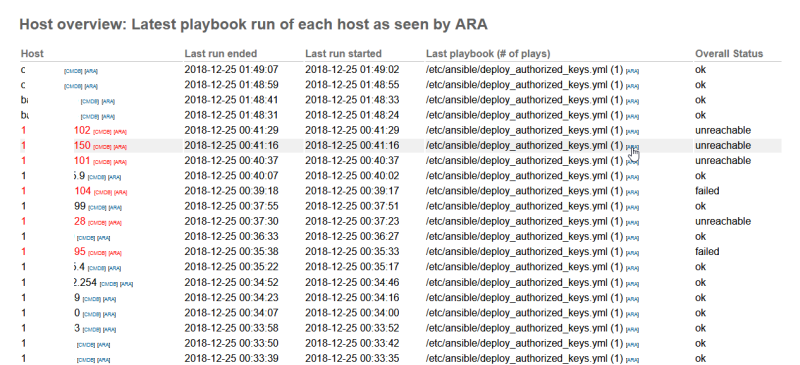 Host overview: Latest playbook run of each host as seen by ARA
Host Last run ended Last run started Last playbook (# of plays) Overall Status
c [CMDB] [ARA] 2018-12-25 01:49:07 2018-12-25 01:49:02 /etc/ansible/deploy_authorized_keys.yml (1) [ARA] ok
c [CMDB] [ARA] 2018-12-25 01:48:59 2018-12-25 01:48:55 /etc/ansible/deploy_authorized_keys.yml (1) [ARA] ok
ba [CMDB] [ARA] 2018-12-25 01:48:41 2018-12-25 01:48:33 /etc/ansible/deploy_authorized_keys.yml (1) [ARA] ok
[CMDB] [ARA] 2018-12-25 01:48:31 2018-12-25 01:48:24 /etc/ansible/deploy_authorized_keys.yml (1) [ARA] ok
1 102 [CMDB] [ARA] 2018-12-25 00:41:29 2018-12-25 00:41:29 /etc/ansible/deploy_authorized_keys.yml (1) [ARA] unreachable
1 150 [CMDB] [ARA] 2018-12-25 00:41:16 2018-12-25 00:41:16 /etc/ansible/deploy_authorized_keys.yml (1) [ARA] unreachable
1 101 [CMDB] [ARA] 2018-12-25 00:40:37 2018-12-25 00:40:37 /etc/ansible/deploy_authorized_keys.yml (1) [ARA] unreachable
1 5.9 [CMDB] [ARA] 2018-12-25 00:40:07 2018-12-25 00:40:02 /etc/ansible/deploy_authorized_keys.yml (1) [ARA] ok
1 104 [CMDB] [ARA] 2018-12-25 00:39:18 2018-12-25 00:39:17 /etc/ansible/deploy_authorized_keys.yml (1) [ARA] failed
1 99 [CMDB] [ARA] 2018-12-25 00:37:55 2018-12-25 00:37:51 /etc/ansible/deploy_authorized_keys.yml (1) [ARA] ok
1 28 [CMDB] [ARA] 2018-12-25 00:37:30 2018-12-25 00:37:23 /etc/ansible/deploy_authorized_keys.yml (1) [ARA] unreachable
1 [CMDB] [ARA] 2018-12-25 00:36:33 2018-12-25 00:36:27 /etc/ansible/deploy_authorized_keys.yml (1) [ARA] ok
1 95 [CMDB] [ARA] 2018-12-25 00:35:38 2018-12-25 00:35:33 /etc/ansible/deploy_authorized_keys.yml (1) [ARA] failed
1 5.4 [CMDB] [ARA] 2018-12-25 00:35:22 2018-12-25 00:35:17 /etc/ansible/deploy_authorized_keys.yml (1) [ARA] ok
1 2.254 [CMDB] [ARA] 2018-12-25 00:34:52 2018-12-25 00:34:46 /etc/ansible/deploy_authorized_keys.yml (1) [ARA] ok
1 9 [CMDB] [ARA] 2018-12-25 00:34:23 2018-12-25 00:34:16 /etc/ansible/deploy_authorized_keys.yml (1) [ARA] ok
1 0 [CMDB] [ARA] 2018-12-25 00:34:07 2018-12-25 00:34:00 /etc/ansible/deploy_authorized_keys.yml (1) [ARA] ok
1 3 [CMDB] [ARA] 2018-12-25 00:33:58 2018-12-25 00:33:52 /etc/ansible/deploy_authorized_keys.yml (1) [ARA] ok
1 [CMDB] [ARA] 2018-12-25 00:33:50 2018-12-25 00:33:42 /etc/ansible/deploy_authorized_keys.yml (1) [ARA] ok
1 [CMDB] [ARA] 2018-12-25 00:33:39 2018-12-25 00:33:35 /etc/ansible/deploy_authorized_keys.yml (1) [ARA] ok